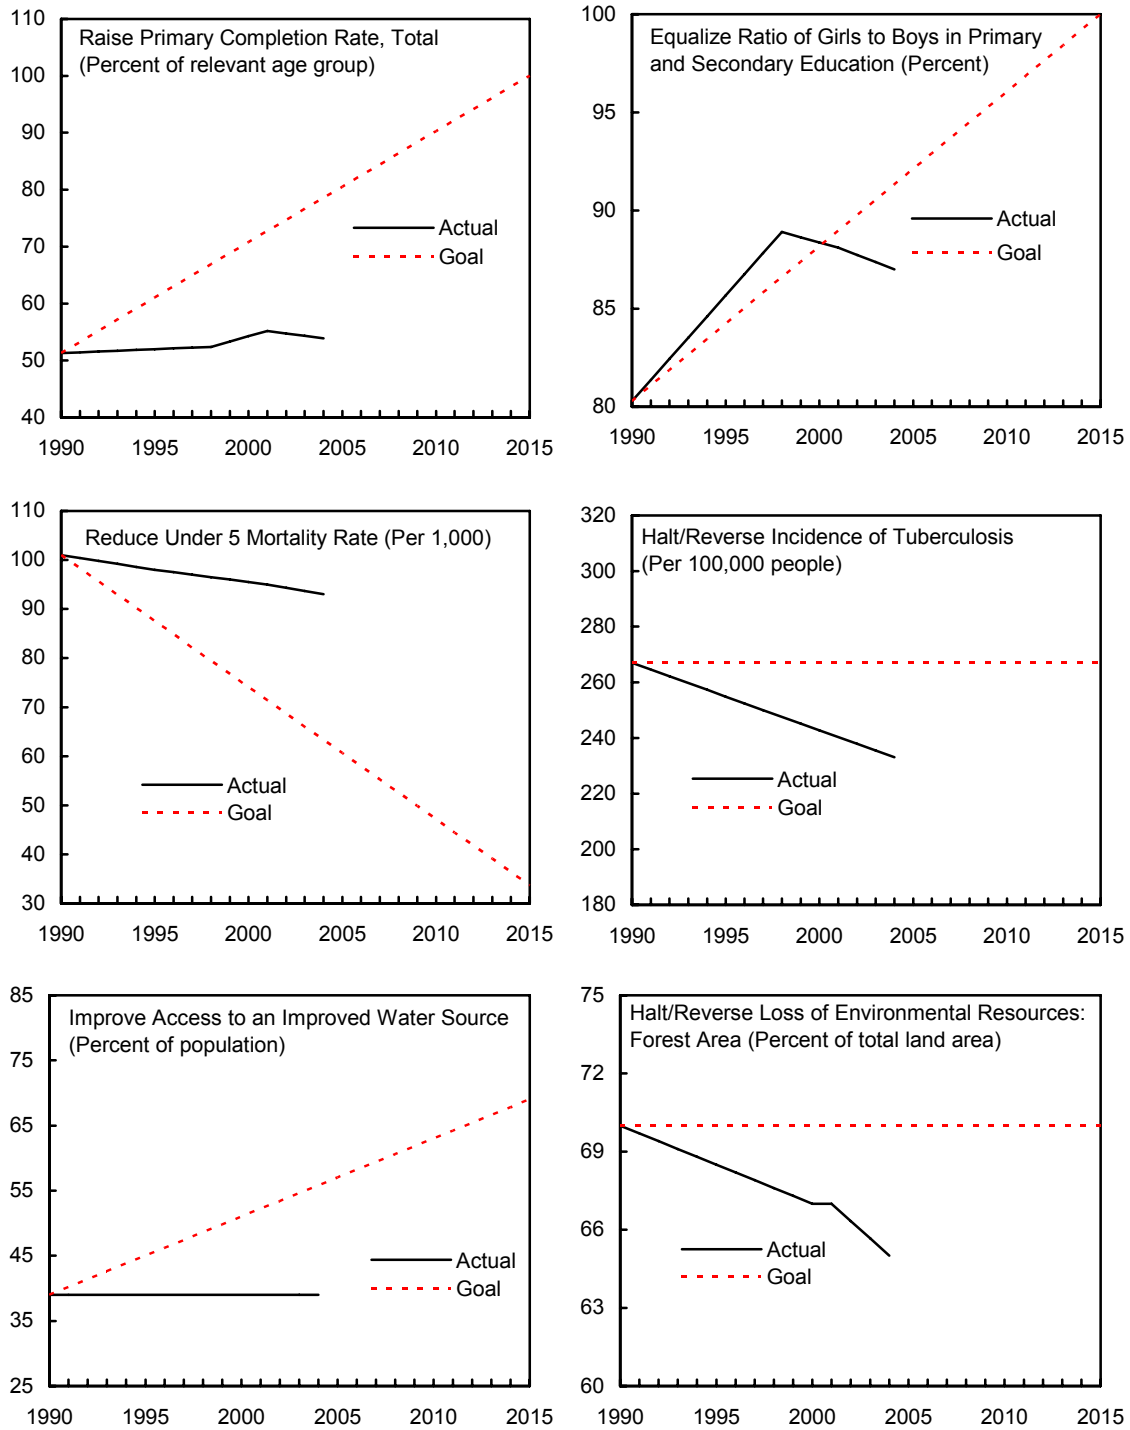 Raise Primary Completion Rate, Total
(Percent of relevant age group)
110
100
90
80
70
60
50
40
Actual
Goal
1990 1995 2000 2005 2010 2015
Equalize Ratio of Girls to Boys in Primary
and Secondary Education (Percent)
100
95
90
85
80
Actual
Goal
1990 1995 2000 2005 2010 2015
Reduce Under 5 Mortality Rate (Per 1,000)
110
100
90
80
70
60
50
40
30
Actual
Goal
1990 1995 2000 2005 2010 2015
Halt/Reverse Incidence of Tuberculosis
(Per 100,000 people)
320
300
280
260
240
220
200
180
Actual
Goal
1990 1995 2000 2005 2010 2015
Improve Access to an Improved Water Source
(Percent of population)
85
75
65
55
45
35
25
Actual
Goal
1990 1995 2000 2005 2010 2015
Halt/Reverse Loss of Environmental Resources:
Forest Area (Percent of total land area)
75
72
69
66
63
60
Actual
Goal
1990 1995 2000 2005 2010 2015